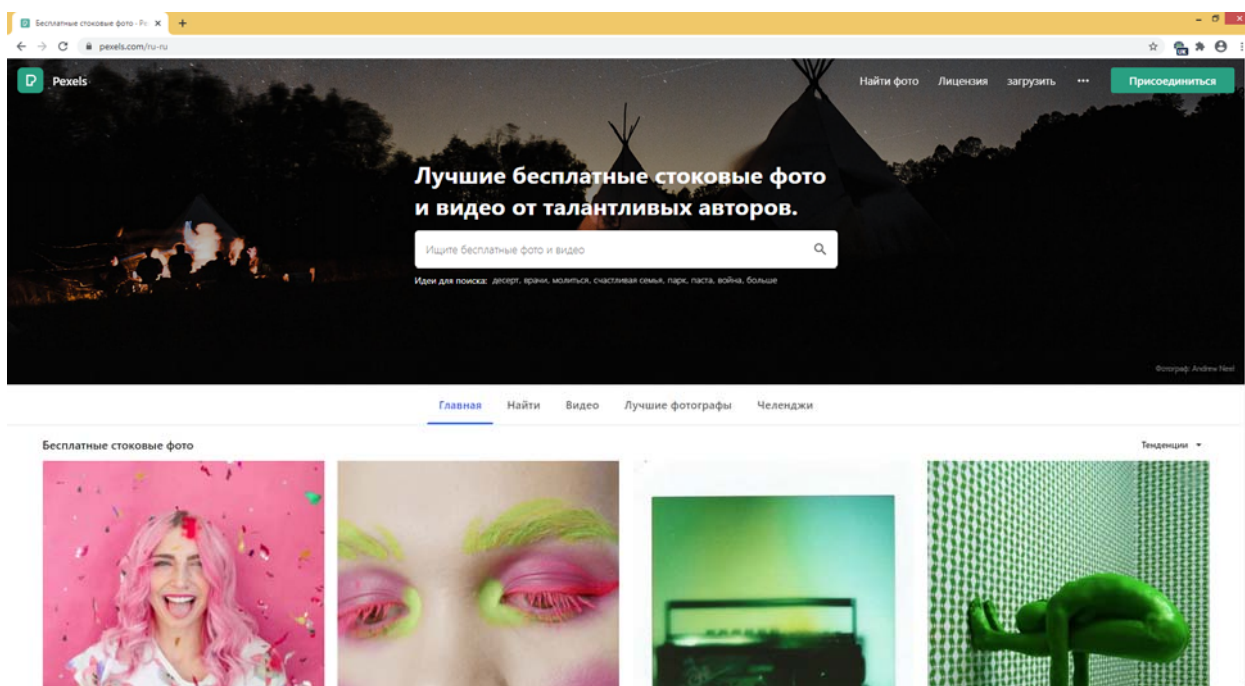 Бесплатные стоковые фото · Pe
pexels.com/ru-ru
Pexels
Найти фото Лицензия загрузить ••• Присоединиться
Лучшие бесплатные стоковые фото
и видео от талантливых авторов.
Ищите бесплатные фото и видео
Идеи для поиска: десерт, врачи, молиться, счастливая семья, парк, паста, война, больше
Фотограф: Andrew Neel
Главная Найти Видео Лучшие фотографы Челенджи
Бесплатные стоковые фото
Тенденции